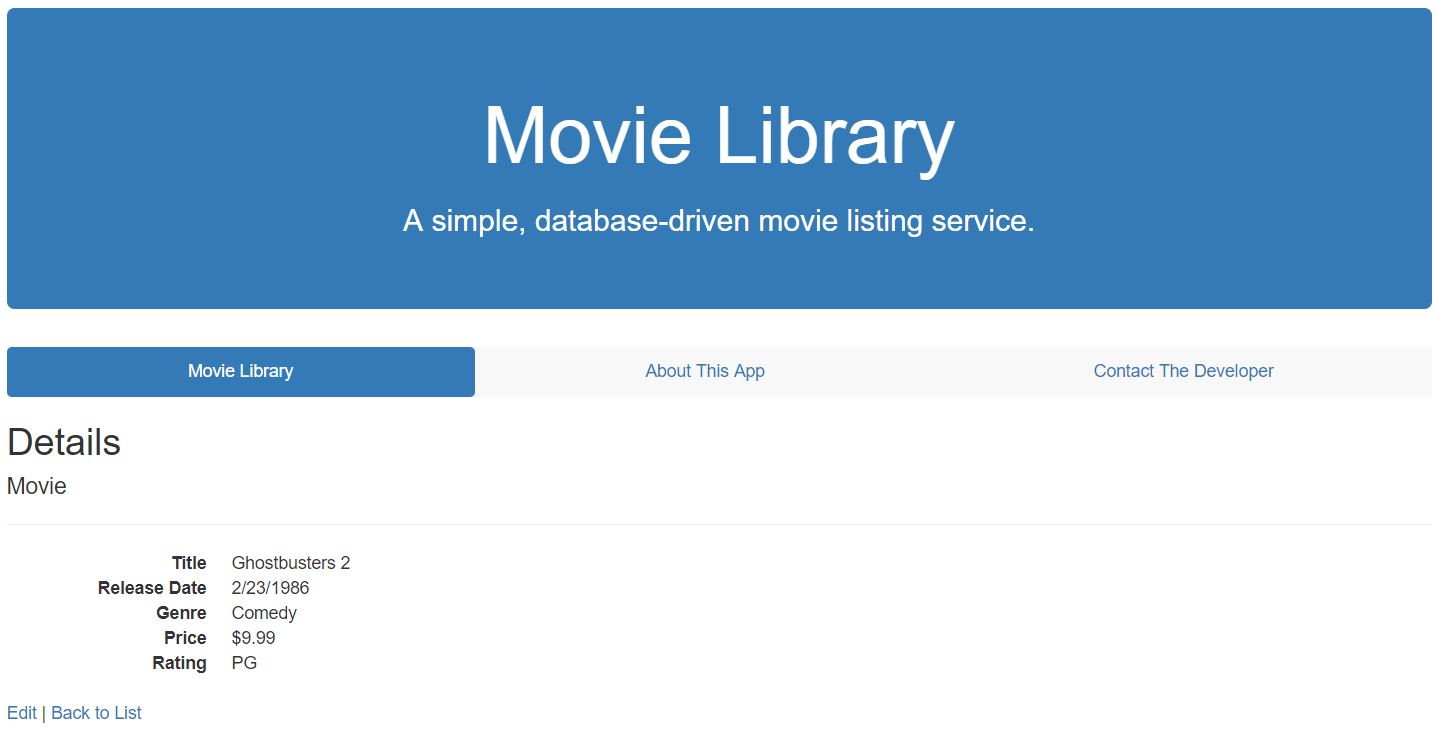 Movie Library
A simple, database-driven movie listing service.
Movie Library About This App Contact The Developer
Details
Movie
Title Ghostbusters 2
Release Date 2/23/1986
Genre Comedy
Price $9.99
Rating PG
Edit | Back to List